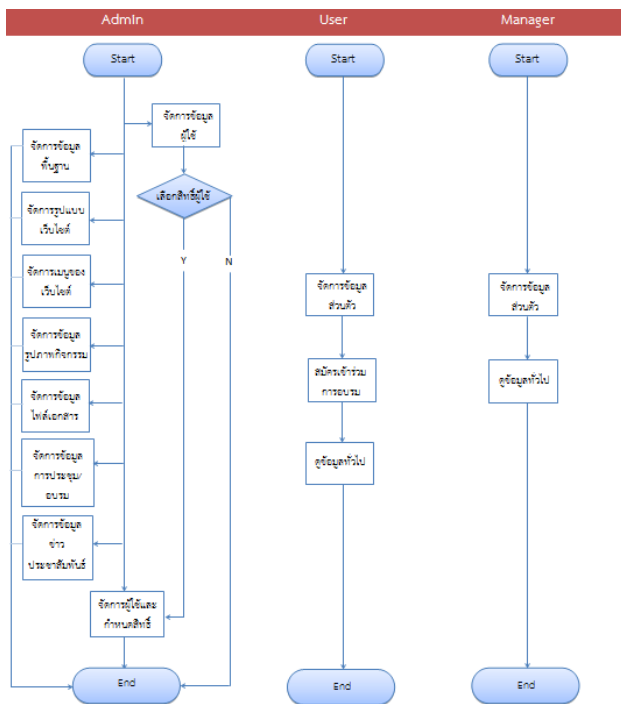 Admin
User
Manager
Start
Start
Start
จัดการข้อมูล
ผู้ใช้
จัดการข้อมูล
พื้นฐาน
เลือกสิทธิ์ผู้ใช้
จัดการรูปแบบ
เว็บไซต์
Y
N
จัดการเมนูของ
เว็บไซต์
จัดการข้อมูล
ส่วนตัว
จัดการข้อมูล
ส่วนตัว
จัดการข้อมูล
รูปภาพกิจกรรม
สมัครเข้าร่วม
การอบรม
ดูข้อมูลทั่วไป
จัดการข้อมูล
ไฟล์เอกสาร
จัดการข้อมูล
การประชุม/
อบรม
ดูข้อมูลทั่วไป
จัดการข้อมูล
ข่าว
ประชาสัมพันธ์
จัดการผู้ใช้และ
กำหนดสิทธิ์
End
End
End